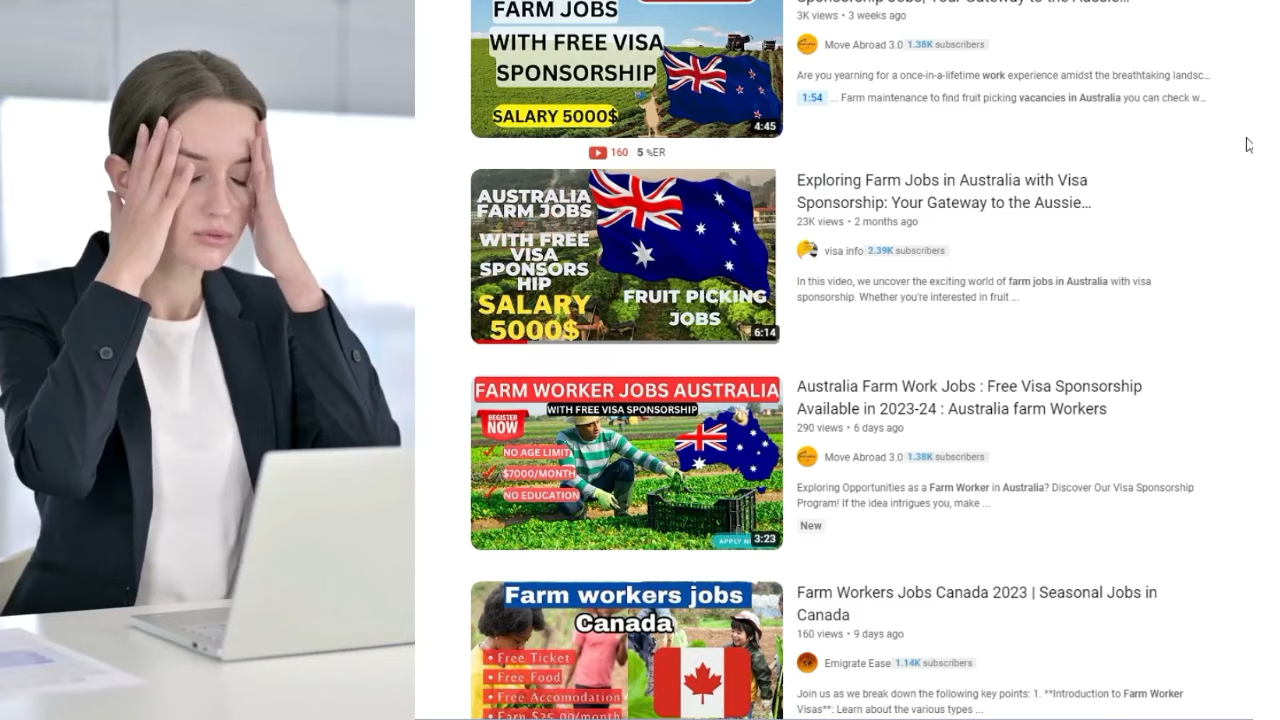 FARM JOBS
WITH FREE VISA
SPONSORSHIP
SALARY 5000$
4:45
3K views • 3 weeks ago
Move Abroad 3.0 1.38K subscribers
Are you yearning for a once-in-a-lifetime work experience amidst the breathtaking landsc...
1:54 ... Farm maintenance to find fruit picking vacancies in Australia you can check w...
160 5 %ER
AUSTRALIA
FARM JOBS
WITH FREE
VISA
SPONSORS
HIP
SALARY
5000$
FRUIT PICKING
JOBS
6:14
Exploring Farm Jobs in Australia with Visa
Sponsorship: Your Gateway to the Aussie...
23K views • 2 months ago
visa info 2.39K subscribers
In this video, we uncover the exciting world of farm jobs in Australia with visa
sponsorship. Whether you're interested in fruit ...
FARM WORKER JOBS AUSTRALIA
WITH FREE VISA SPONSORSHIP
REGISTER
NOW
NO AGE LIMIT
$7000/MONTH
NO EDUCATION
APPLY
3:23
Australia Farm Work Jobs : Free Visa Sponsorship
Available in 2023-24 : Australia farm Workers
290 views • 6 days ago
Move Abroad 3.0 1.38K subscribers
Exploring Opportunities as a Farm Worker in Australia? Discover Our Visa Sponsorship
Program! If the idea intrigues you, make ...
New
Farm workers jobs
Canada
• Free Ticket
• Free Food
• Free Accomodation
Farm Workers Jobs Canada 2023 | Seasonal Jobs in
Canada
160 views • 9 days ago
Emigrate Ease 1.14K subscribers
Join us as we break down the following key points: 1. **Introduction to Farm Worker
Visas**: Learn about the various types ...